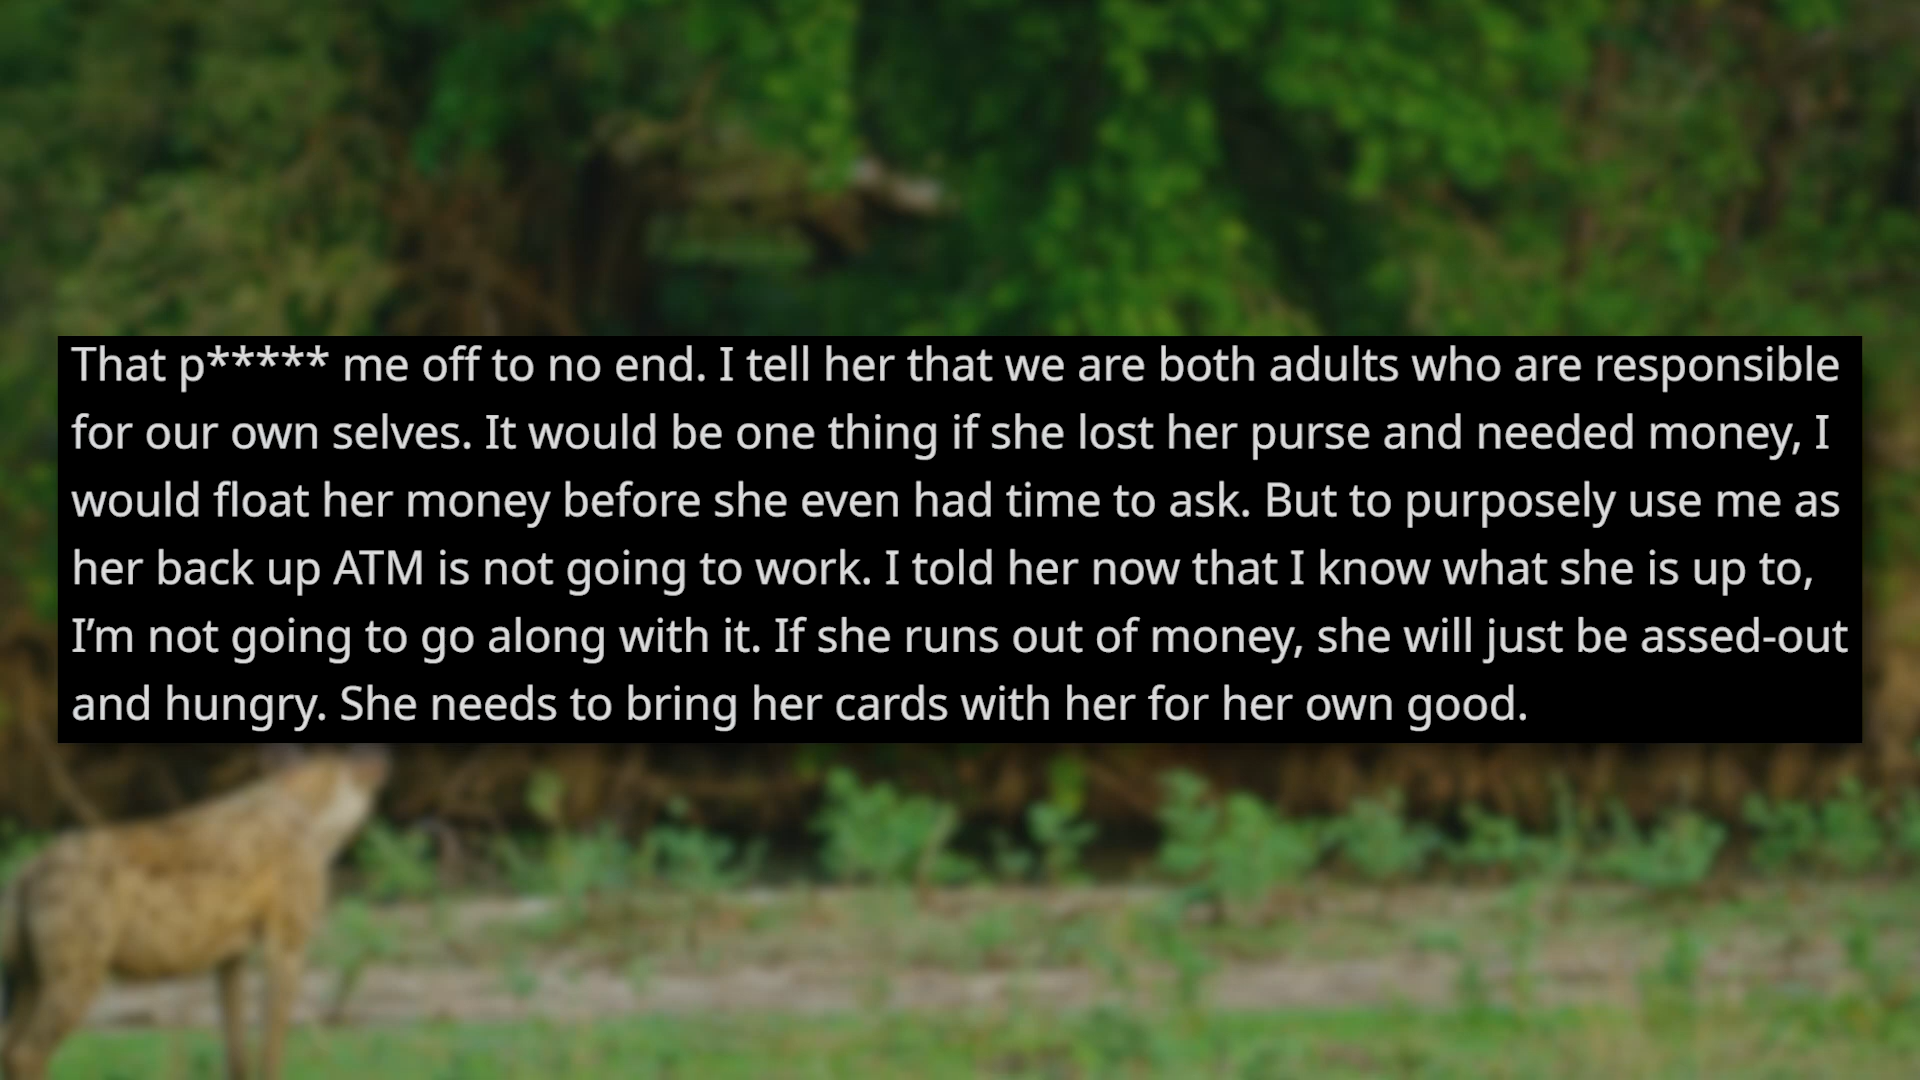 That p***** me off to no end. I tell her that we are both adults who are responsible
for our own selves. It would be one thing if she lost her purse and needed money, I
would float her money before she even had time to ask. But to purposely use me as
her back up ATM is not going to work. I told her now that I know what she is up to,
I’m not going to go along with it. If she runs out of money, she will just be assed-out
and hungry. She needs to bring her cards with her for her own good.